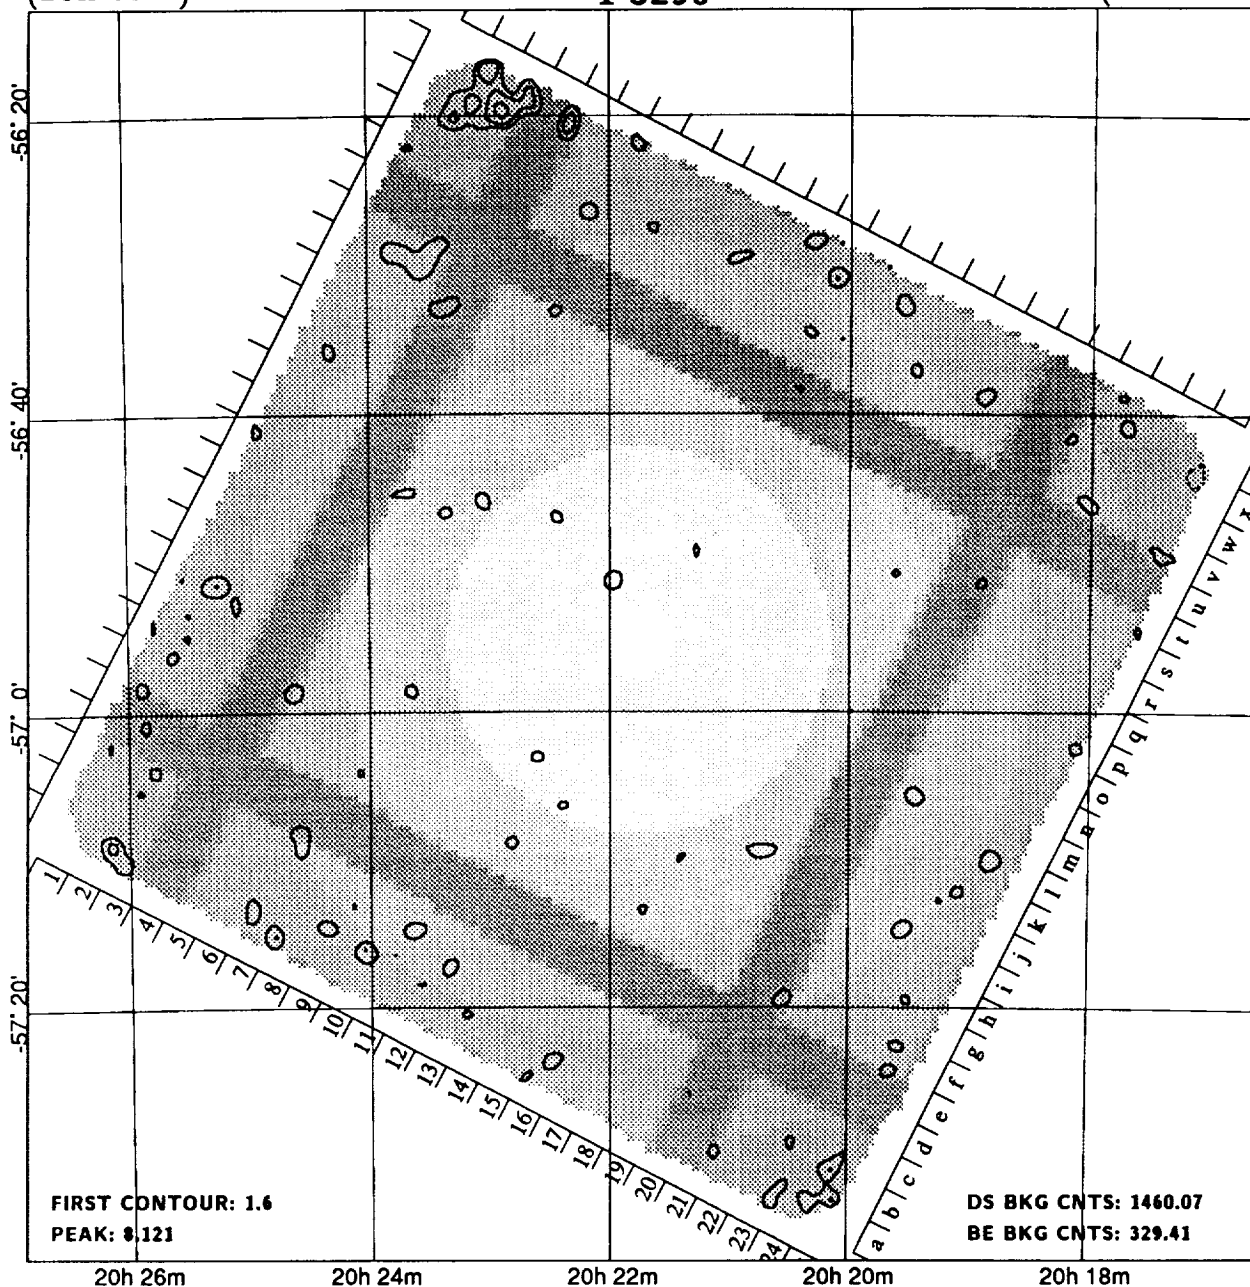 -56° 20'
-56° 40'
-57° 0'
-57° 20'
1 2 3 4 5 6 7 8 9 10 11 12 13 14 15 16 17 18 19 20 21 22 23 24
a b c d e f g h i j k l m n o p q r s t u v w x
FIRST CONTOUR: 1.6
PEAK: 8.121
DS BKG CNTS: 1460.07
BE BKG CNTS: 329.41
20h 26m 20h 24m 20h 22m 20h 20m 20h 18m